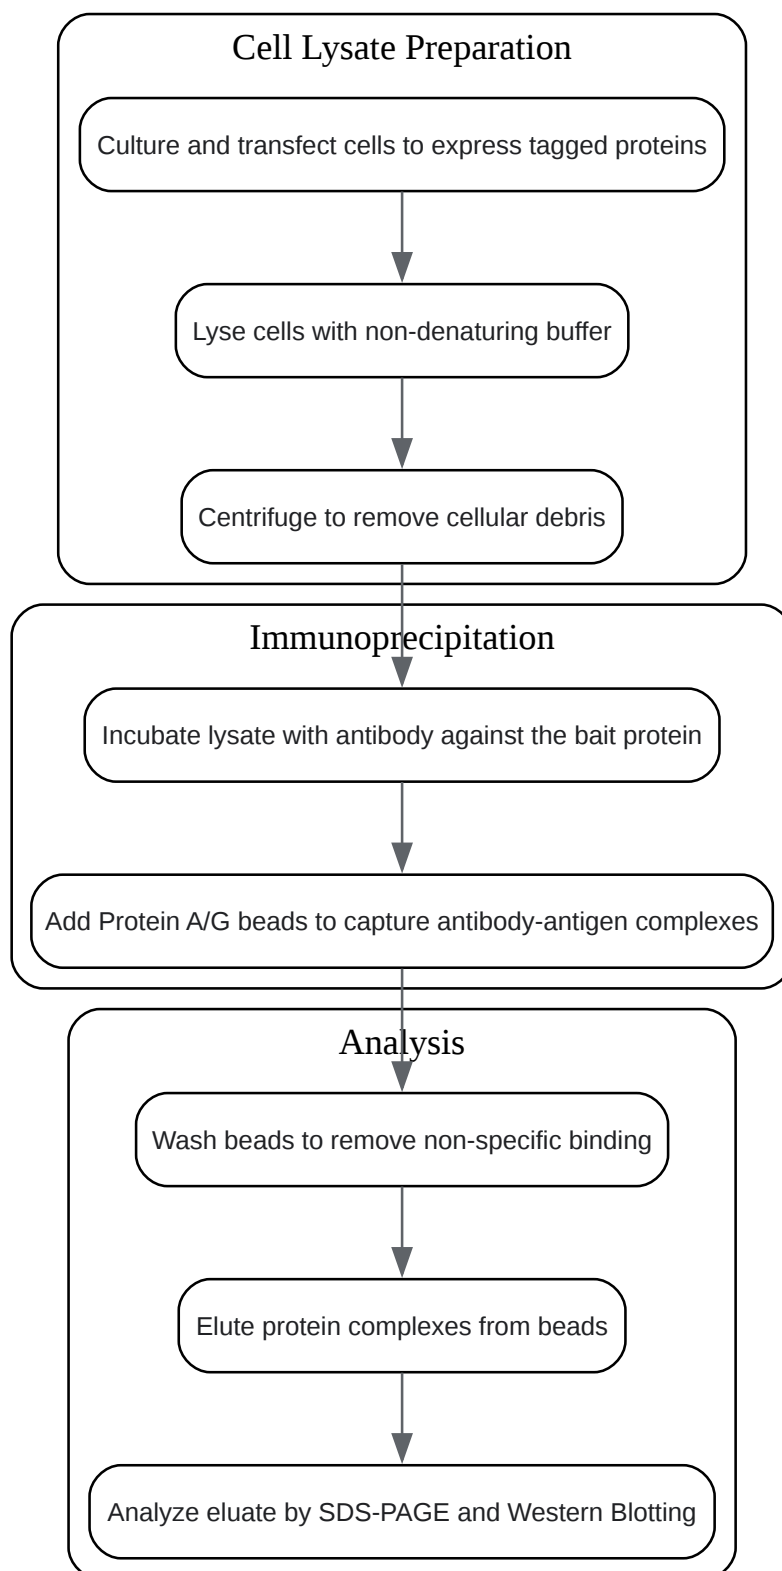 Cell Lysate Preparation
Culture and transfect cells to express tagged proteins
Lyse cells with non-denaturing buffer
Centrifuge to remove cellular debris
Immunoprecipitation
Incubate lysate with antibody against the bait protein
Add Protein A/G beads to capture antibody-antigen complexes
Analysis
Wash beads to remove non-specific binding
Elute protein complexes from beads
Analyze eluate by SDS-PAGE and Western Blotting